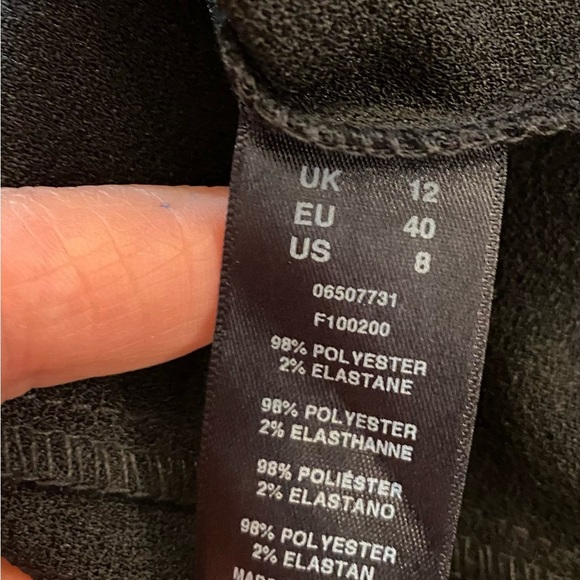 UK 12
EU 40
US 8
06507731
F100200
98% POLYESTER
2% ELASTANE
98% POLYESTER
2% ELASTHANNE
98% POLIÉSTER
2% ELASTANO
98% POLYESTER
2% ELASTAN